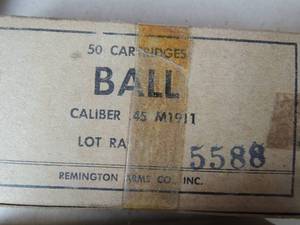 50 CARTRIDGES
BALL
CALIBER .45 M1911
LOT RA 5588
REMINGTON ARMS CO., INC.